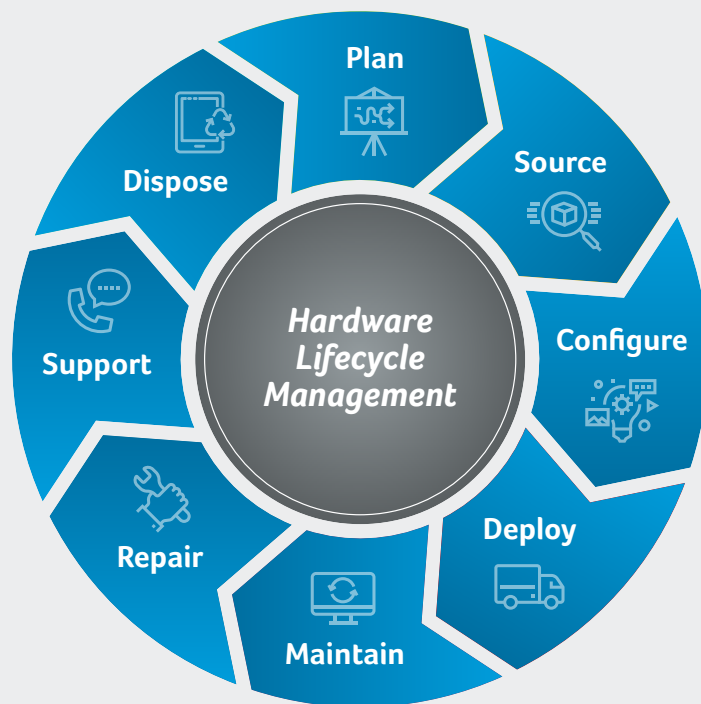 Plan
Source
Configure
Deploy
Maintain
Repair
Support
Dispose
Hardware
Lifecycle
Management